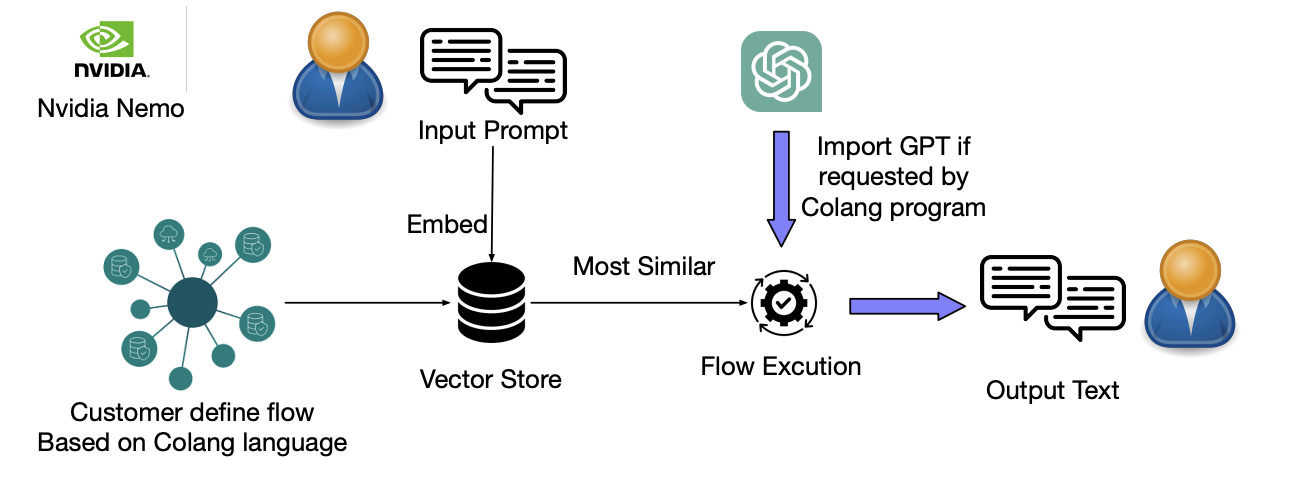 NVIDIA.
Nvidia Nemo
Input Prompt
Import GPT if
requested by
Colang program
Embed
Most Similar
Vector Store
Flow Excution
Output Text
Customer define flow
Based on Colang language